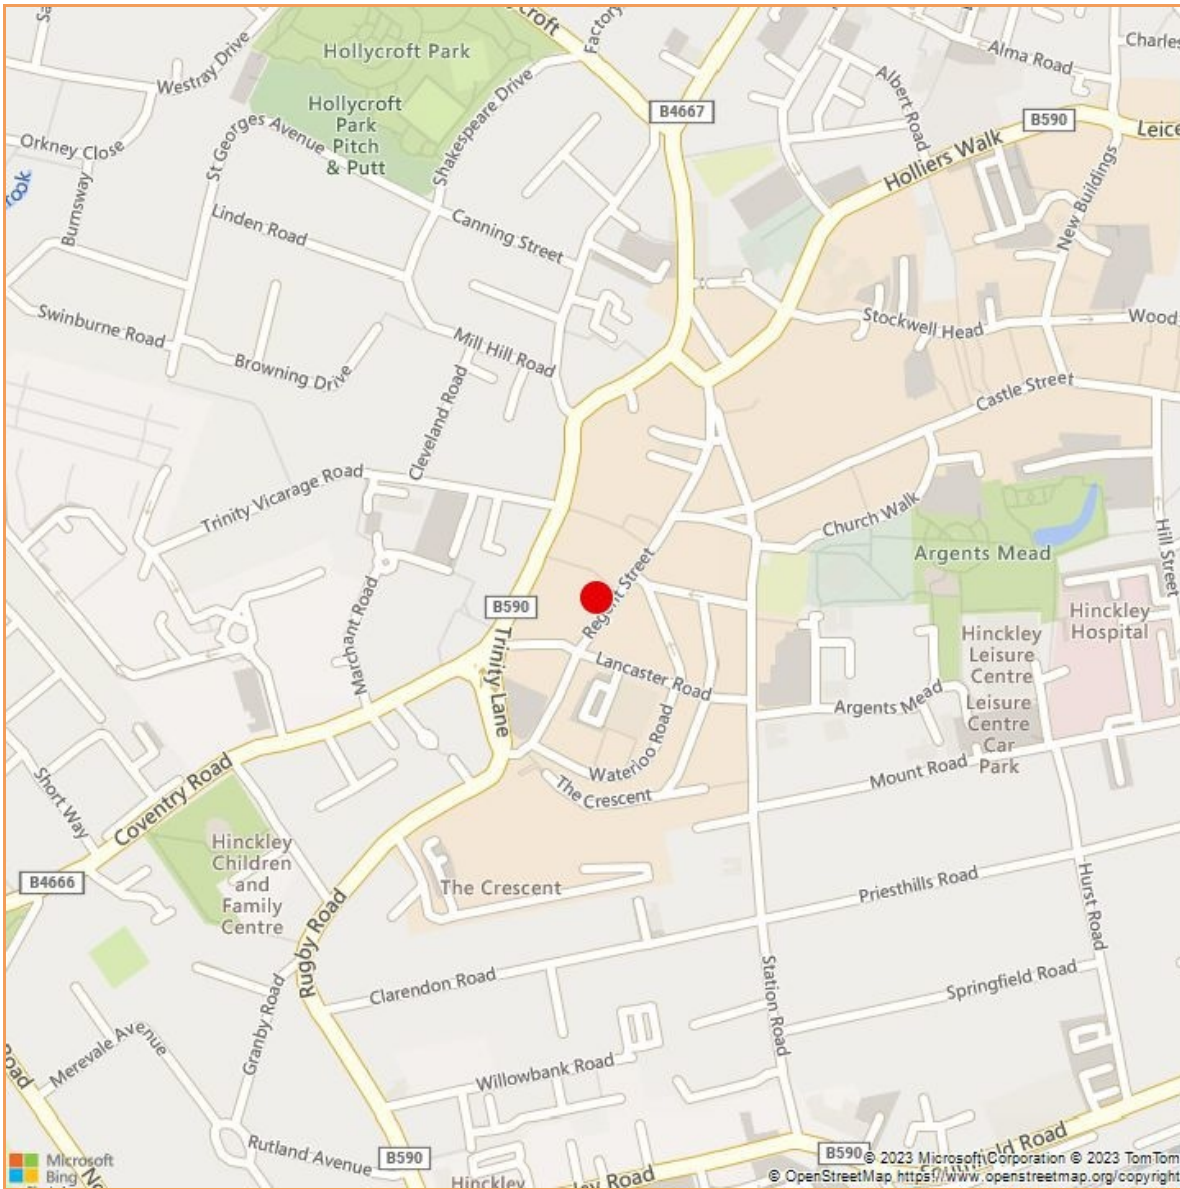 Hollycroft Park
Westray Drive
Shakespeare Drive
B4667
Albert Road
Alma Road
Charles
B590
Holliers Walk
Hollycroft
Park
Pitch
& Putt
Orkney Close
St Georges Avenue
Burnsway
Linden Road
Canning Street
New Buildings
Swinburne Road
Browning Drive
Mill Hill Road
Stockwell Head
Wood
Cleveland Road
Castle Street
Trinity Vicarage Road
Church Walk
Argents Mead
Hill Street
Marchant Road
B590
Regent Street
Trinity Lane
Hinckley
Hospital
Hinckley
Leisure
Centre
Leisure
Centre
Car
Park
Lancaster Road
Argents Mead
Waterloo Road
The Crescent
Mount Road
Short Way
Coventry Road
B4666
Hinckley
Children
and
Family
Centre
The Crescent
Priesthills Road
Hurst Road
Rugby Road
Clarendon Road
Station Road
Springfield Road
Granby Road
Merevale Avenue
Willowbank Road
Rutland Avenue
B590
Hinckley
B590
Microsoft
Bing
© 2023 Microsoft Corporation © 2023 TomTom
© OpenStreetMap https://www.openstreetmap.org/copyright